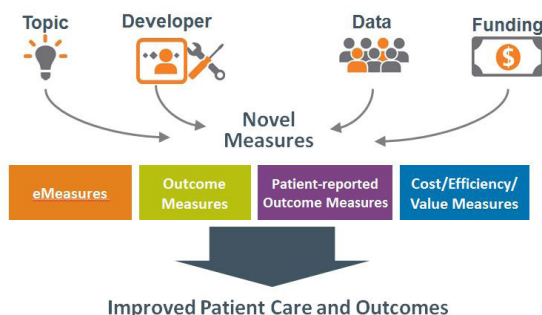 Topic
Developer
Data
Funding
$
Novel
Measures
eMeasures
Outcome
Measures
Patient-reported
Outcome Measures
Cost/Efficiency/
Value Measures
Improved Patient Care and Outcomes